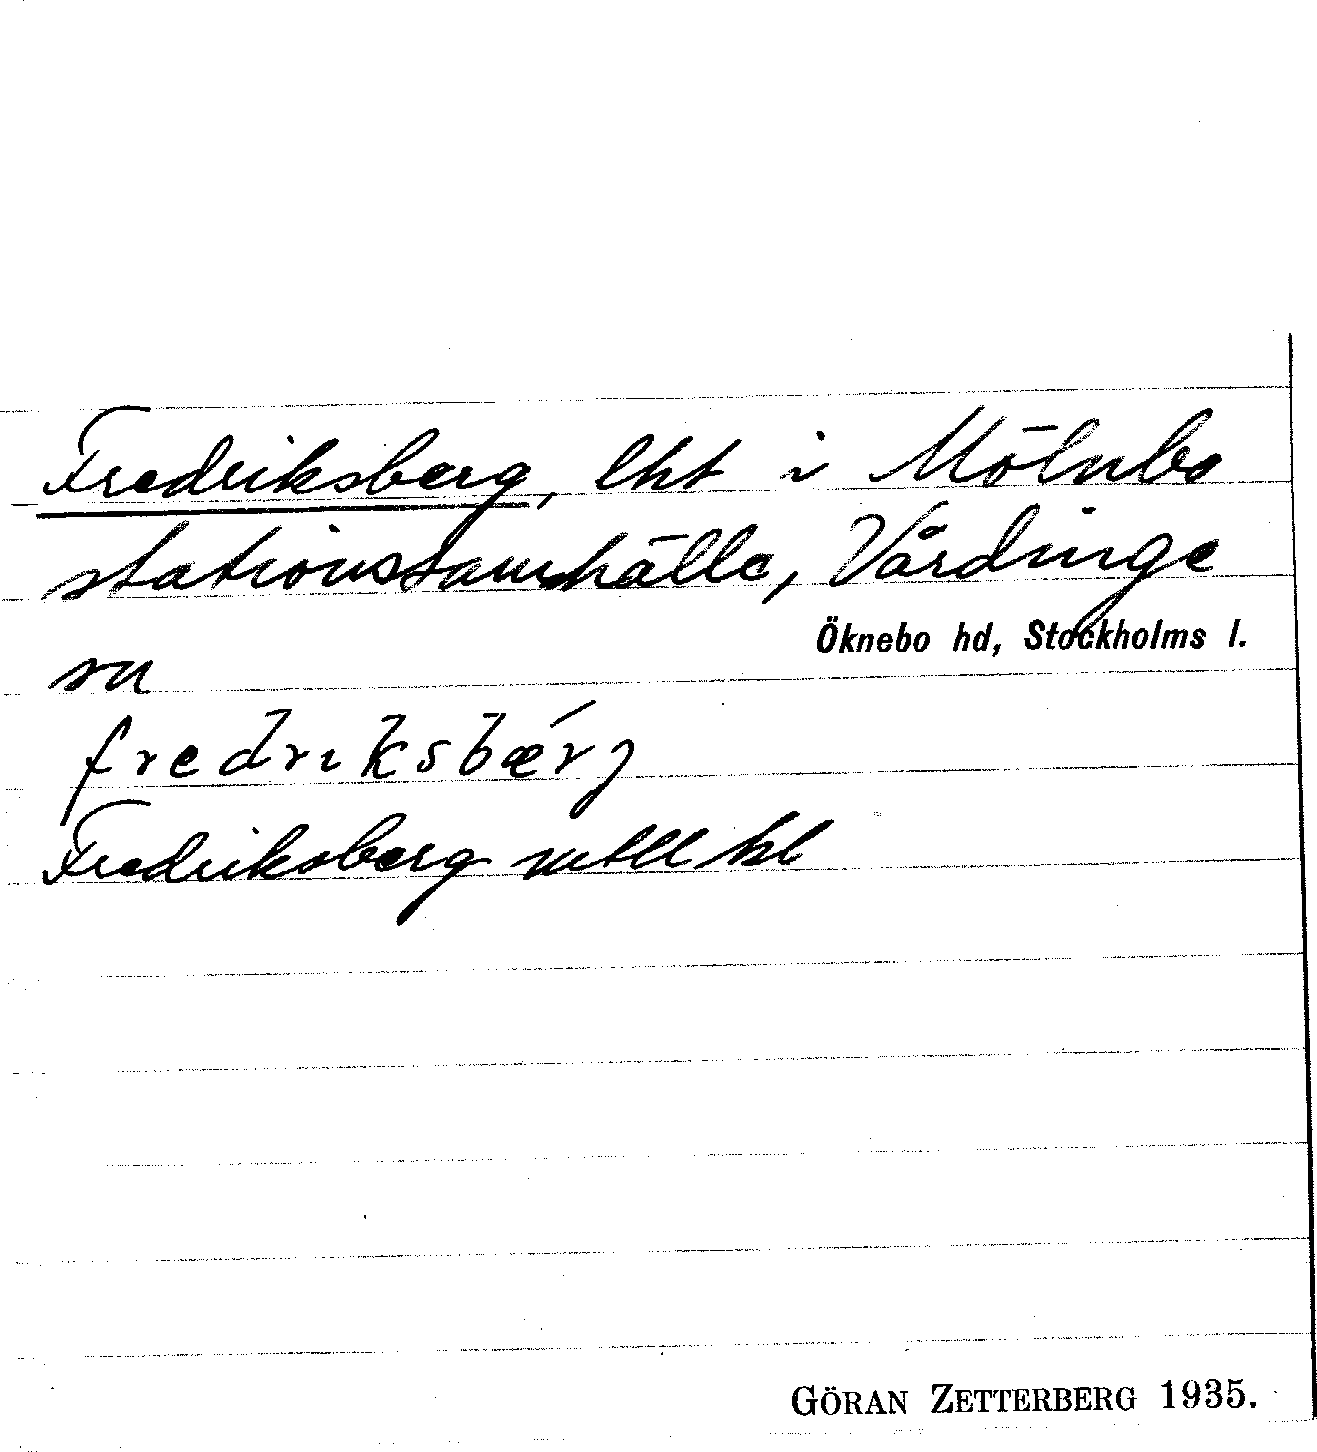 Fredriksberg, lht i Mölnbo
stationssamhälle, Vårdinge
Öknebo hd, Stockholms l.
sn
fredriksbærj
Fredriksberg
GÖRAN ZETTERBERG 1935.